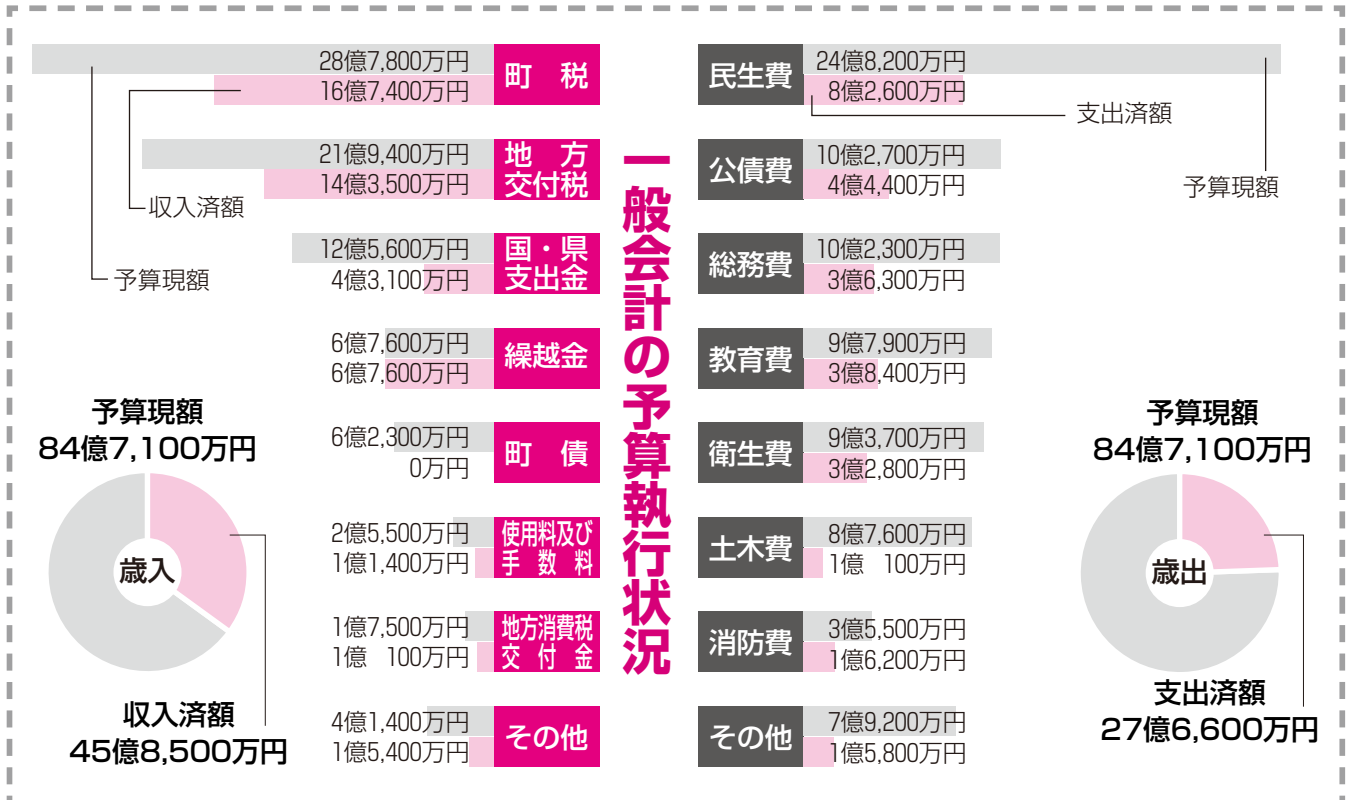 一般会計の予算執行状況
28億7,800万円
16億7,400万円
町 税
21億9,400万円
14億3,500万円
地 方
交付税
収入済額
12億5,600万円
4億3,100万円
国・県
支出金
予算現額
6億7,600万円
6億7,600万円
繰越金
6億2,300万円
0万円
町 債
2億5,500万円
1億1,400万円
使用料及び
手 数 料
1億7,500万円
1億 100万円
地方消費税
交 付 金
4億1,400万円
1億5,400万円
その他
予算現額
84億7,100万円
歳入
収入済額
45億8,500万円
民生費
24億8,200万円
8億2,600万円
支出済額
公債費
10億2,700万円
4億4,400万円
予算現額
総務費
10億2,300万円
3億6,300万円
教育費
9億7,900万円
3億8,400万円
衛生費
9億3,700万円
3億2,800万円
土木費
8億7,600万円
1億 100万円
消防費
3億5,500万円
1億6,200万円
その他
7億9,200万円
1億5,800万円
予算現額
84億7,100万円
歳出
支出済額
27億6,600万円